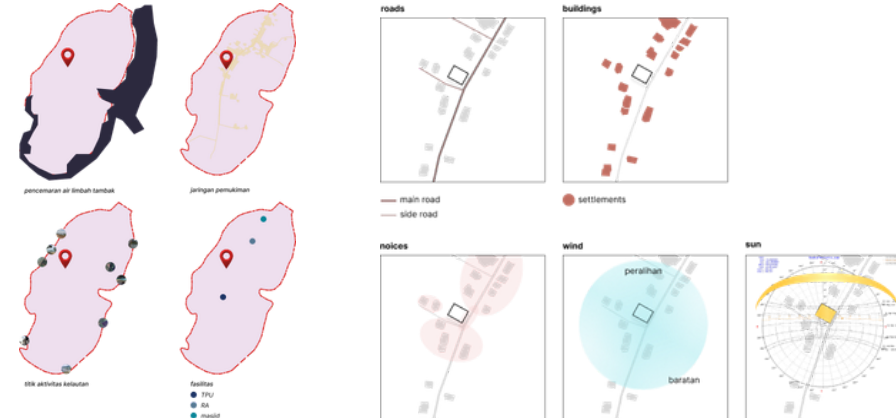 roads
buildings
pencemaran air limbah tambak
jaringan pemukiman
main road
side road
settlements
noices
wind
sun
peralihan
baratan
titik aktivitas kelautan
fasilitas
TPU
RA
masjid